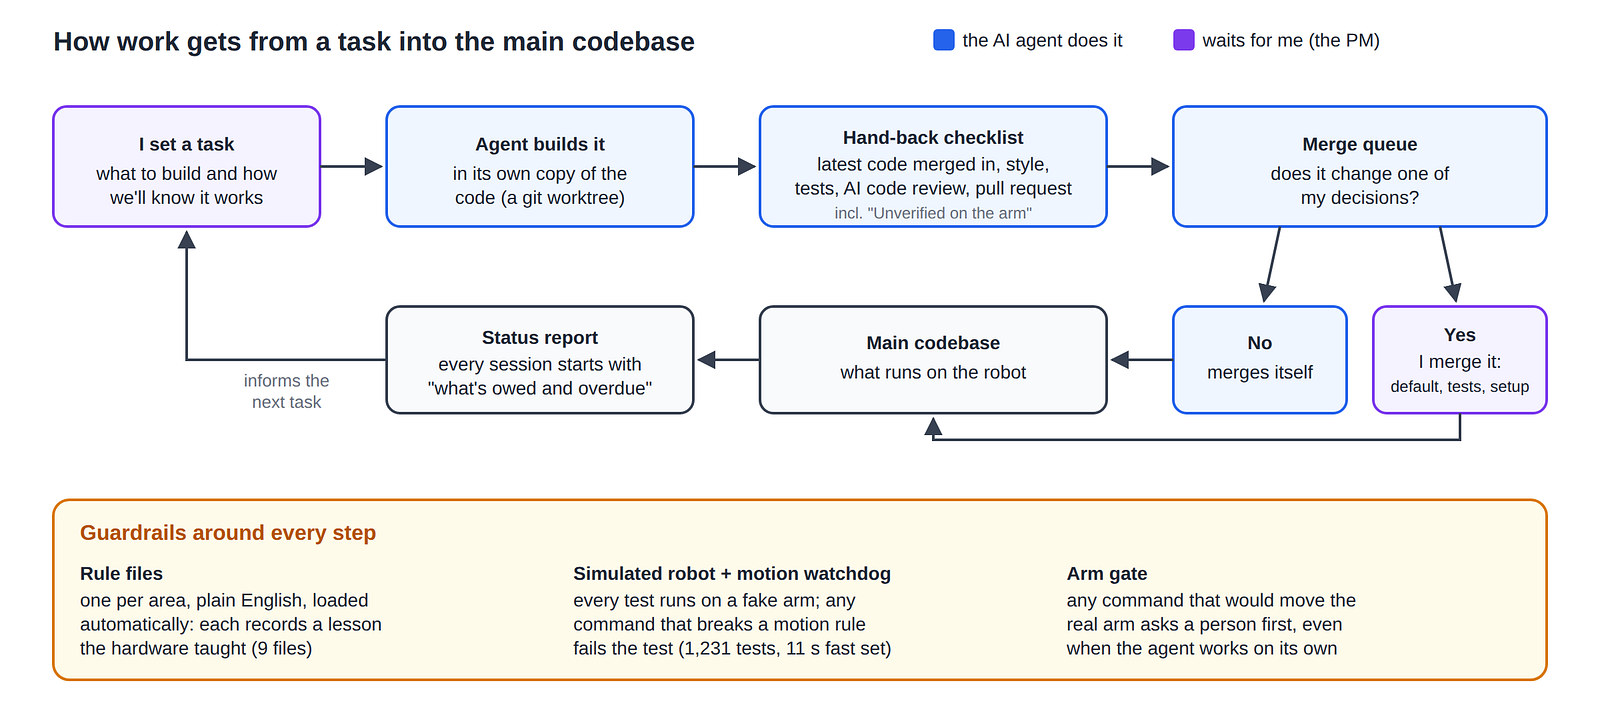 How work gets from a task into the main codebase
the AI agent does it
waits for me (the PM)
I set a task
what to build and how
we'll know it works
Agent builds it
in its own copy of the
code (a git worktree)
Hand-back checklist
latest code merged in, style,
tests, AI code review, pull request
incl. "Unverified on the arm"
Merge queue
does it change one of
my decisions?
No
merges itself
Yes
I merge it:
default, tests, setup
Main codebase
what runs on the robot
Status report
every session starts with
"what's owed and overdue"
informs the
next task
Guardrails around every step
Rule files
one per area, plain English, loaded
automatically: each records a lesson
the hardware taught (9 files)
Simulated robot + motion watchdog
every test runs on a fake arm; any
command that breaks a motion rule
fails the test (1,231 tests, 11 s fast set)
Arm gate
any command that would move the
real arm asks a person first, even
when the agent works on its own